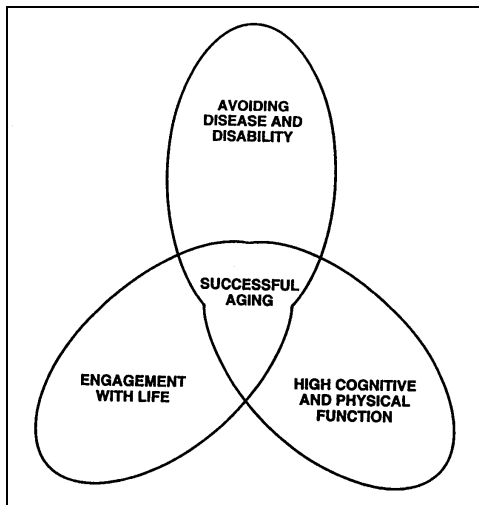 AVOIDING
DISEASE AND
DISABILITY
SUCCESSFUL
AGING
ENGAGEMENT
WITH LIFE
HIGH COGNITIVE
AND PHYSICAL
FUNCTION